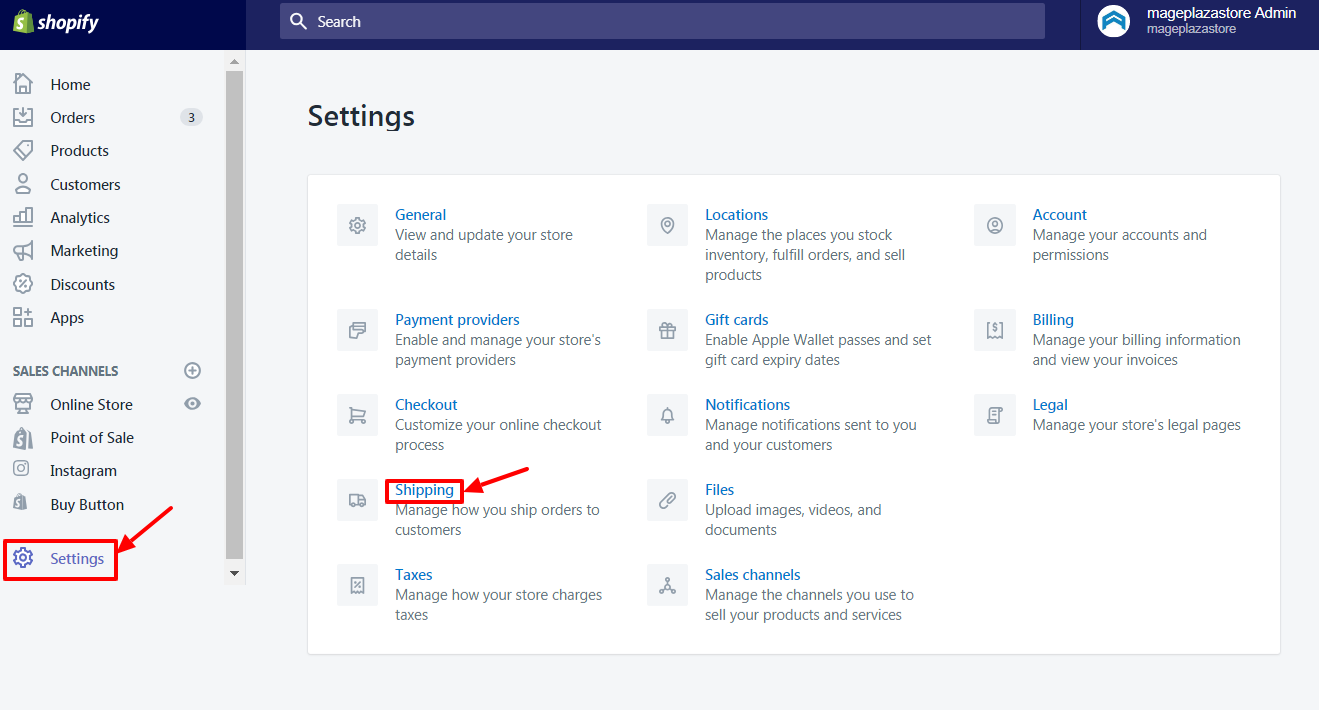 shopify
Search
mageplazastore Admin
mageplazastore
Home
Orders 3
Products
Customers
Analytics
Marketing
Discounts
Apps
SALES CHANNELS
Online Store
Point of Sale
Instagram
Buy Button
Settings
Settings
General
View and update your store
details
Locations
Manage the places you stock
inventory, fulfill orders, and sell
products
Account
Manage your accounts and
permissions
Payment providers
Enable and manage your store's
payment providers
Gift cards
Enable Apple Wallet passes and set
gift card expiry dates
Billing
Manage your billing information
and view your invoices
Checkout
Customize your online checkout
process
Notifications
Manage notifications sent to you
and your customers
Legal
Manage your store's legal pages
Shipping
Manage how you ship orders to
customers
Files
Upload images, videos, and
documents
Taxes
Manage how your store charges
taxes
Sales channels
Manage the channels you use to
sell your products and services